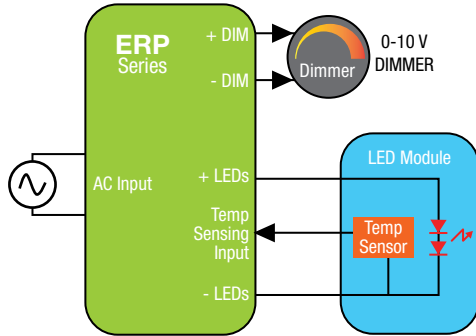 ERP
Series
+ DIM
- DIM
Dimmer
0-10 V
DIMMER
AC Input
+ LEDs
Temp
Sensing
Input
- LEDs
LED Module
Temp
Sensor